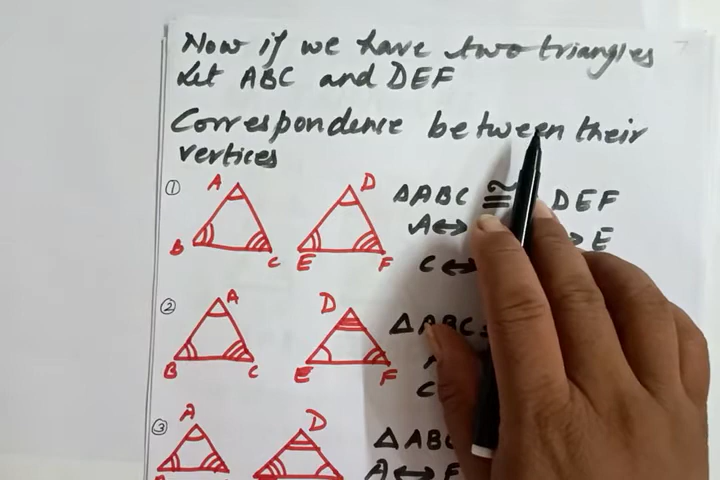 Now if we have two triangles
Let ABC and DEF
Correspondence between their
vertices
① A D ΔABC ≅ DEF
A↔ ↔ E
B C E F C↔
② A D ΔABC
B C E F C
③ A D ΔABC
A↔F